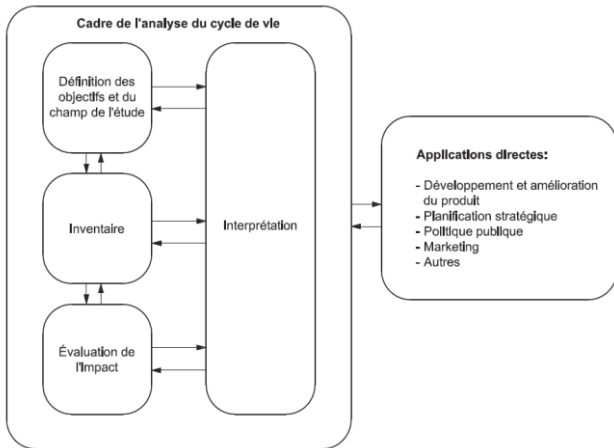 Cadre de l'analyse du cycle de vie
Définition des
objectifs et du
champ de l'étude
Inventaire
Évaluation de
l'Impact
Interprétation
Applications directes:
- Développement et amélioration
du produit
- Planification stratégique
- Politique publique
- Marketing
- Autres